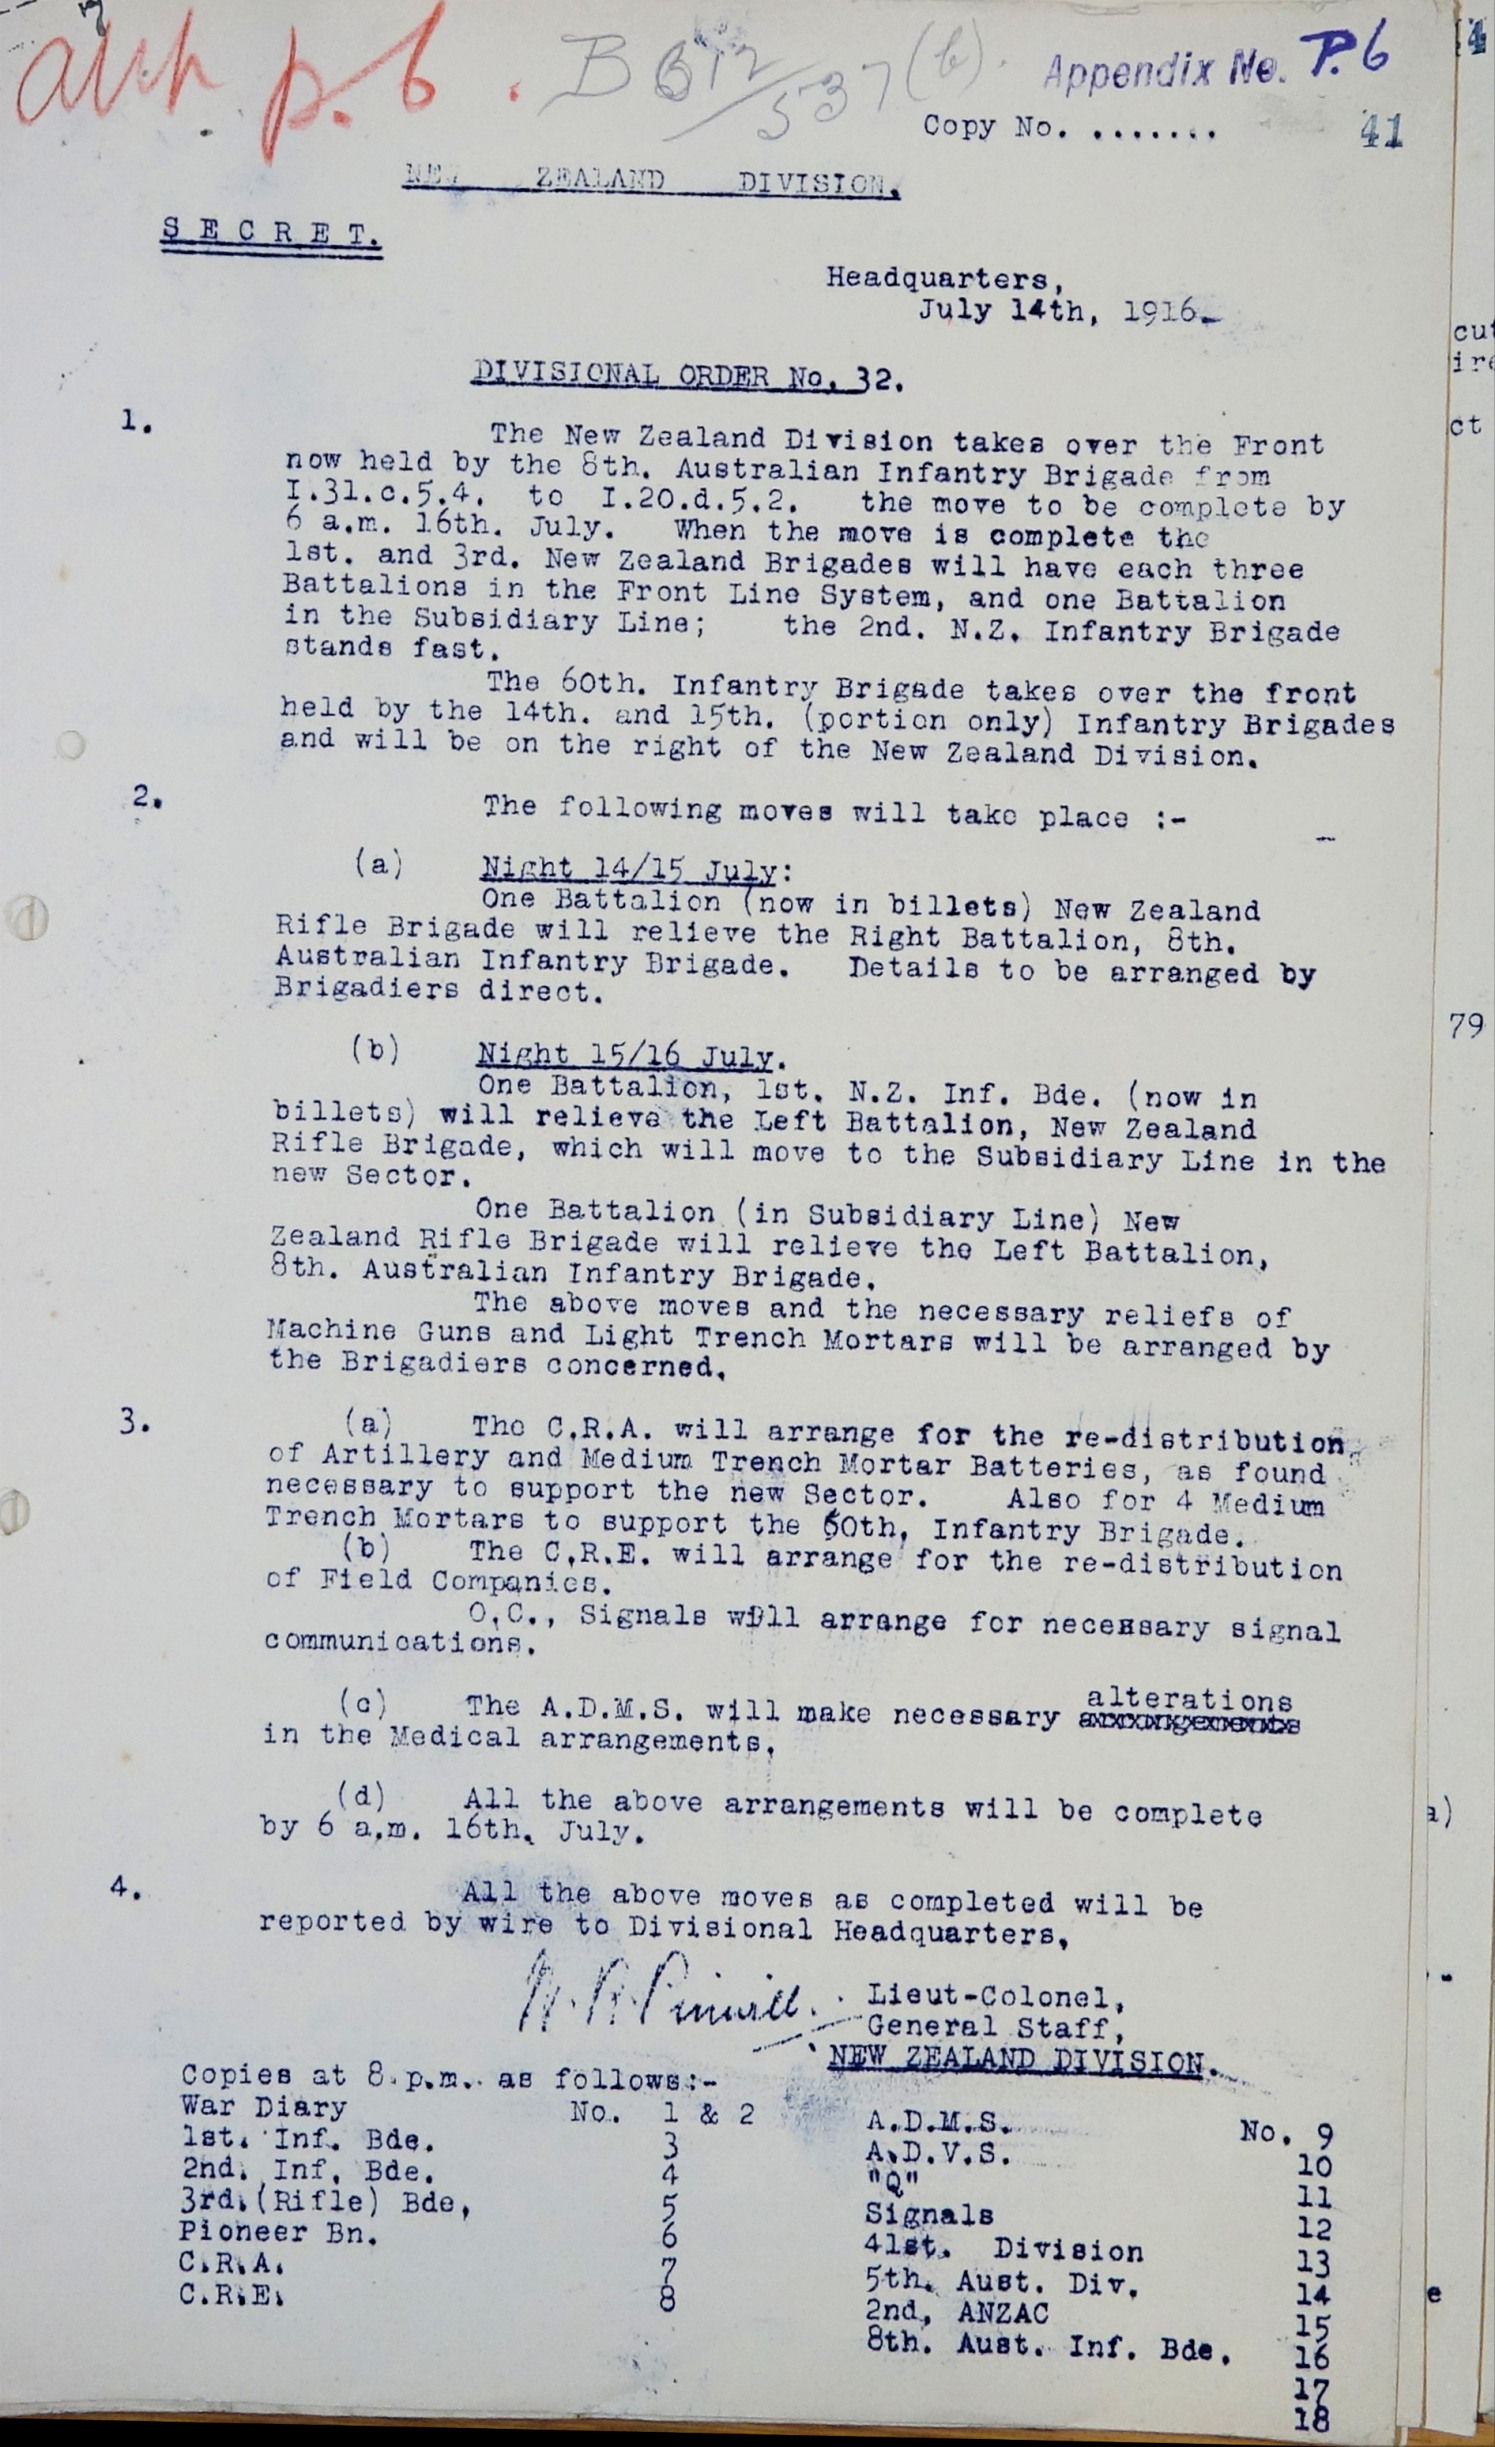 app p. 6.
B 612/537 (b).
Appendix No. P.6
Copy No. .......
41
NEW ZEALAND DIVISION.
SECRET.
Headquarters,
July 14th, 1916.
DIVISIONAL ORDER No. 32.
1. The New Zealand Division takes over the Front
now held by the 8th. Australian Infantry Brigade from
I.31.c.5.4. to I.20.d.5.2. the move to be complete by
6 a.m. 16th. July. When the move is complete the
1st. and 3rd. New Zealand Brigades will have each three
Battalions in the Front Line System, and one Battalion
in the Subsidiary Line; the 2nd. N.Z. Infantry Brigade
stands fast.
The 60th. Infantry Brigade takes over the front
held by the 14th. and 15th. (portion only) Infantry Brigades
and will be on the right of the New Zealand Division.
2. The following moves will take place :-
(a) Night 14/15 July:
One Battalion (now in billets) New Zealand
Rifle Brigade will relieve the Right Battalion, 8th.
Australian Infantry Brigade. Details to be arranged by
Brigadiers direct.
(b) Night 15/16 July.
One Battalion, 1st. N.Z. Inf. Bde. (now in
billets) will relieve the Left Battalion, New Zealand
Rifle Brigade, which will move to the Subsidiary Line in the
new Sector.
One Battalion (in Subsidiary Line) New
Zealand Rifle Brigade will relieve the Left Battalion,
8th. Australian Infantry Brigade.
The above moves and the necessary reliefs of
Machine Guns and Light Trench Mortars will be arranged by
the Brigadiers concerned.
3. (a) The C.R.A. will arrange for the re-distribution
of Artillery and Medium Trench Mortar Batteries, as found
necessary to support the new Sector. Also for 4 Medium
Trench Mortars to support the 60th, Infantry Brigade.
(b) The C.R.E. will arrange for the re-distribution
of Field Companies.
O.C., Signals will arrange for necessary signal
communications.
alterations
(c) The A.D.M.S. will make necessary arrangements
in the Medical arrangements.
(d) All the above arrangements will be complete
by 6 a.m. 16th. July.
4. All the above moves as completed will be
reported by wire to Divisional Headquarters.
Lieut-Colonel,
General Staff,
NEW ZEALAND DIVISION.
Copies at 8.p.m. as follows:-
War Diary No. 1 & 2
1st. Inf. Bde. 3
2nd. Inf. Bde. 4
3rd. (Rifle) Bde, 5
Pioneer Bn. 6
C.R.A. 7
C.R.E. 8
A.D.M.S. No. 9
A.D.V.S. 10
"Q" 11
Signals 12
41st. Division 13
5th. Aust. Div. 14
2nd, ANZAC 15
8th. Aust. Inf. Bde. 16
17
18
4
cut
ire
ct
79
a)
e